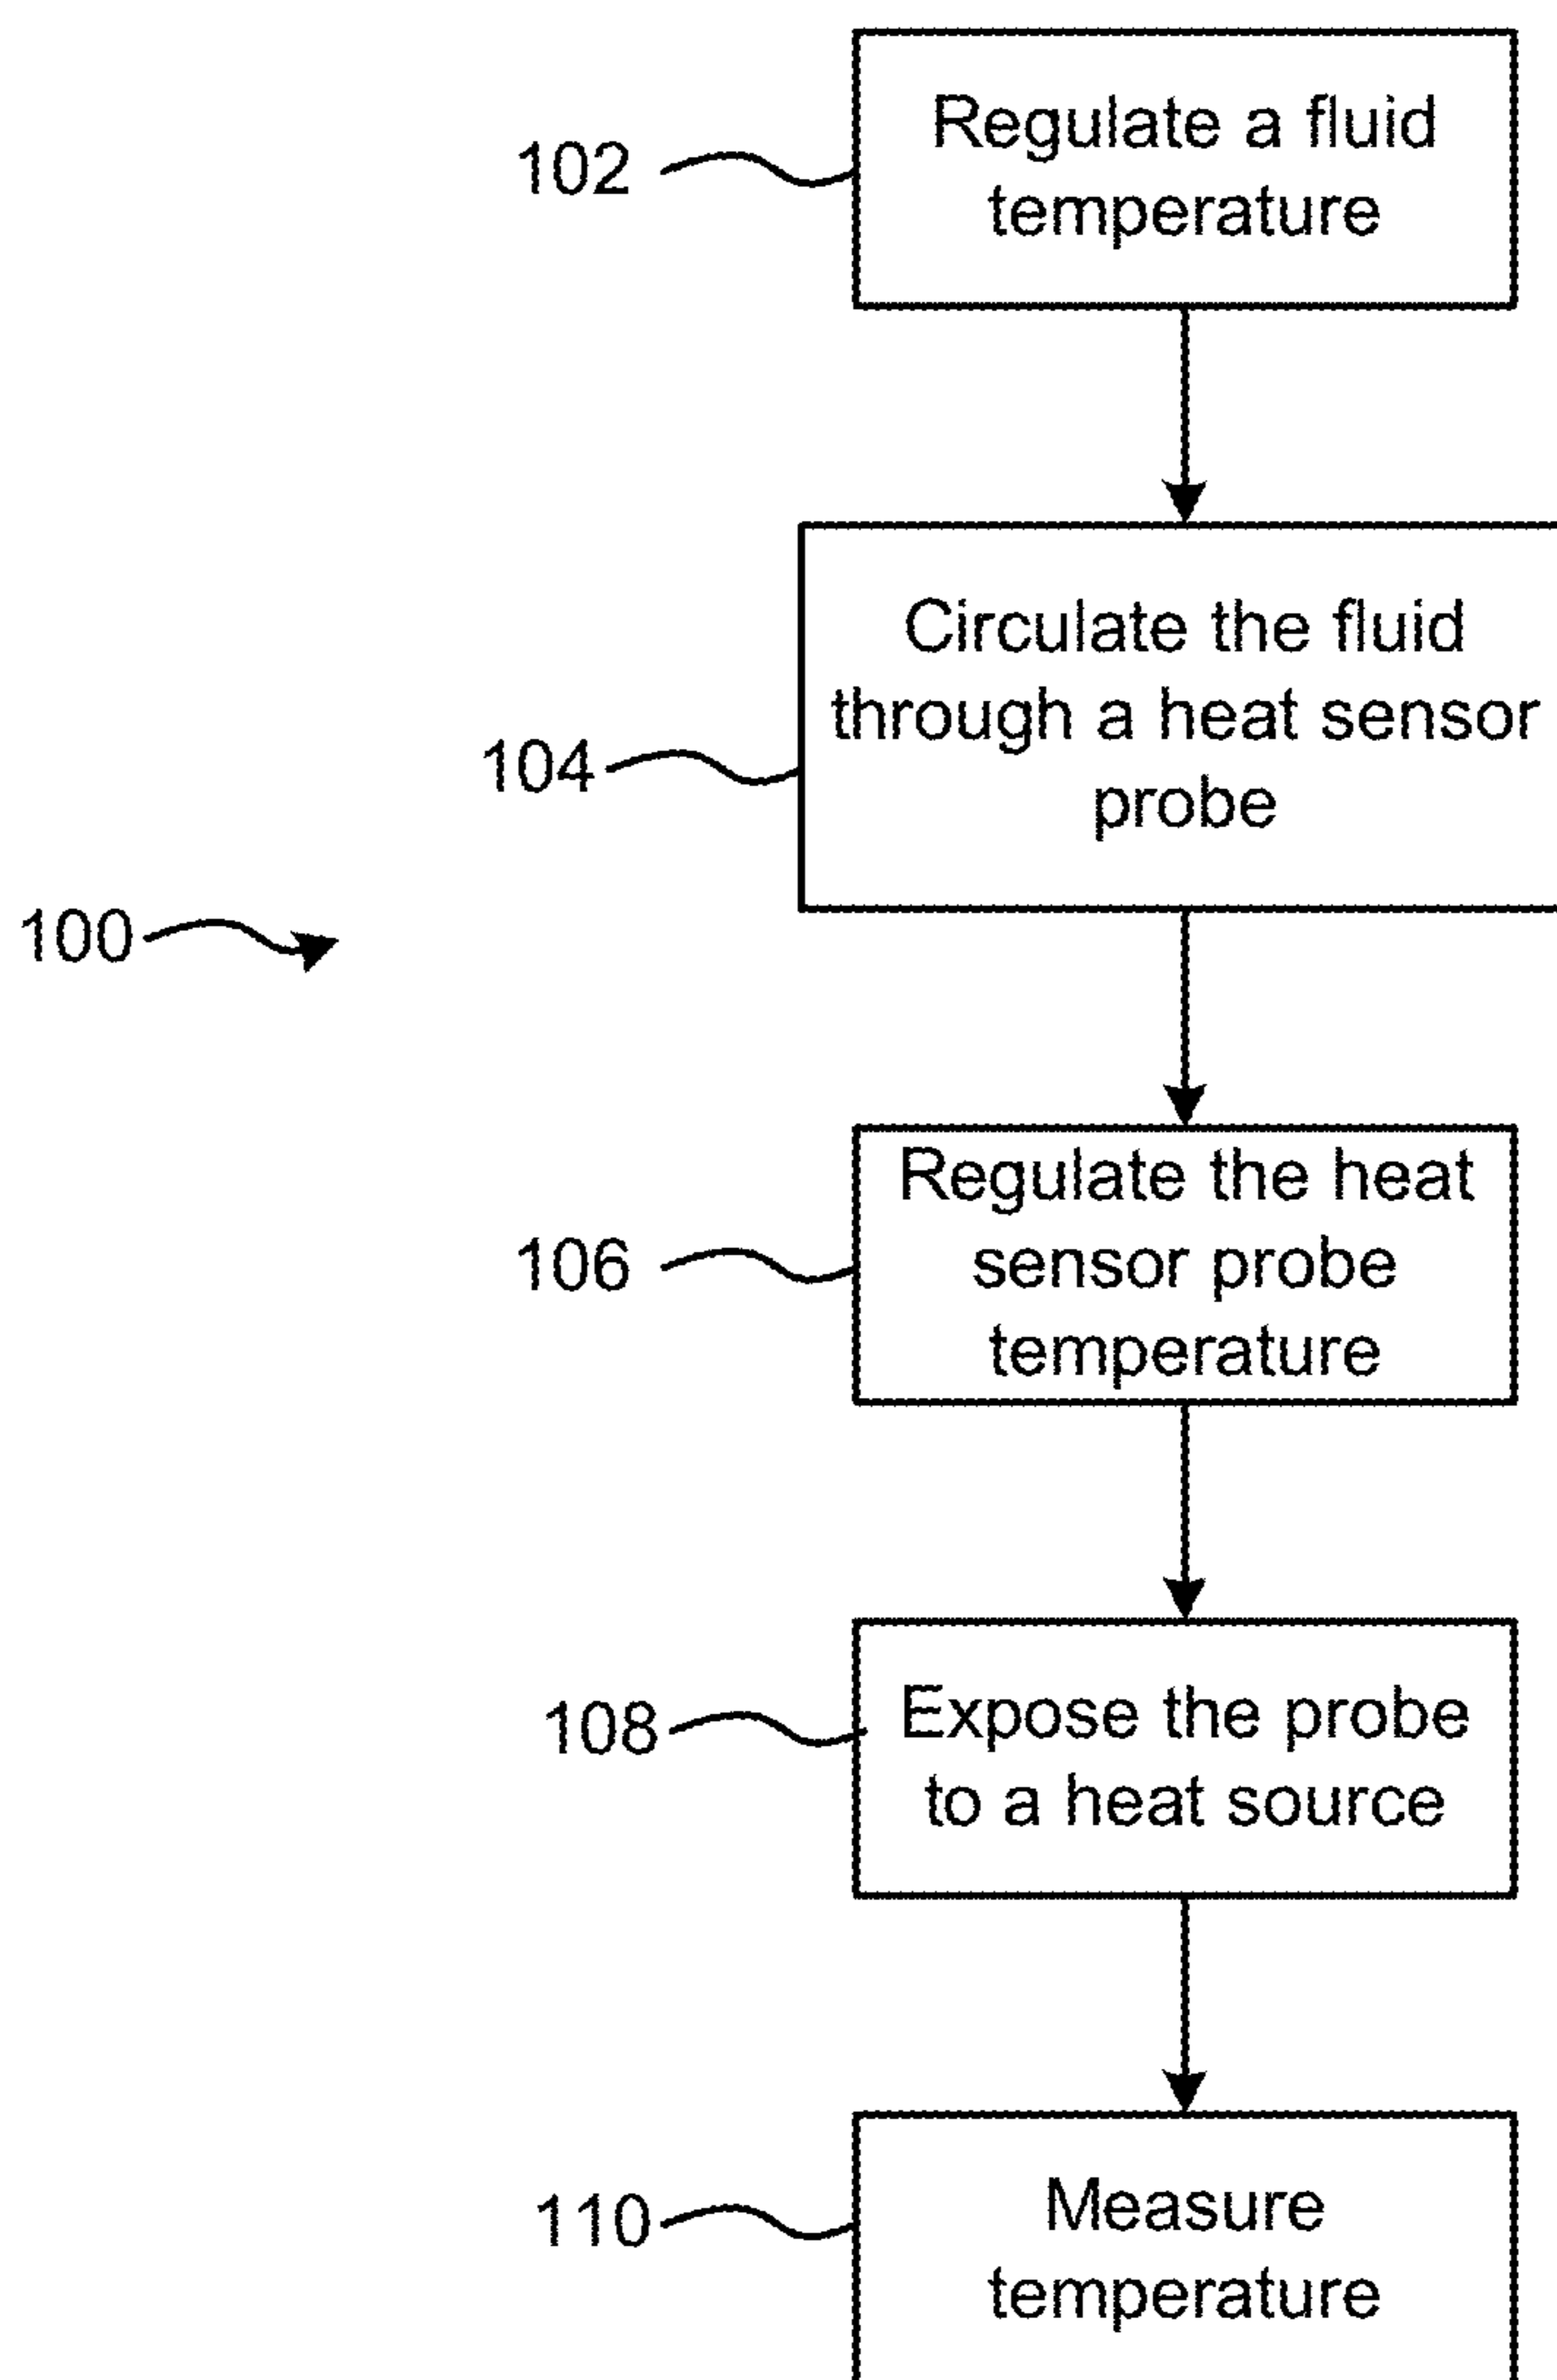 102
Regulate a fluid
temperature
104
Circulate the fluid
through a heat sensor
probe
100
106
Regulate the heat
sensor probe
temperature
108
Expose the probe
to a heat source
110
Measure
temperature